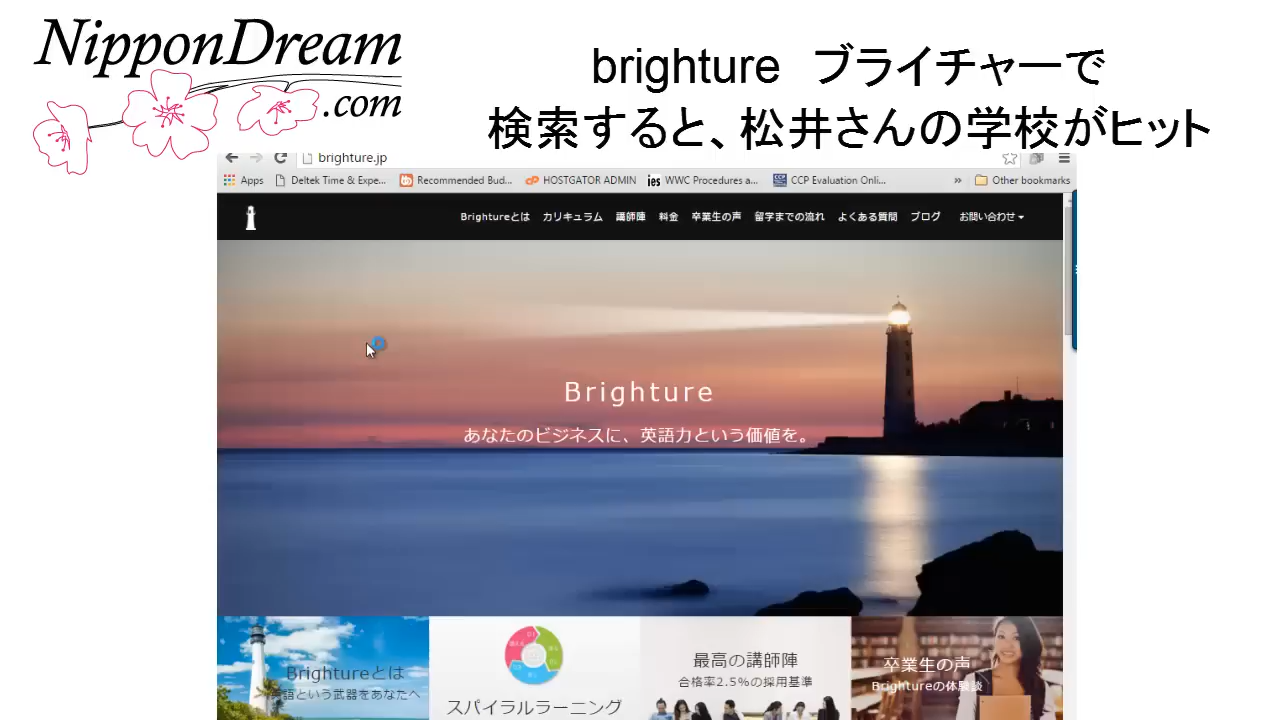 NipponDream
.com
brighture ブライチャーで
検索すると、松井さんの学校がヒット
brighture.jp
Apps Deltek Time & Expe... Recommended Bud... HOSTGATOR ADMIN ies WWC Procedures a... CCP Evaluation Onli... » Other bookmarks
Brightureとは カリキュラム 講師陣 料金 卒業生の声 留学までの流れ よくある質問 ブログ お問い合わせ
Brighture
あなたのビジネスに、英語力という価値を。
Brightureとは
英語という武器をあなたへ
スパイラルラーニング
最高の講師陣
合格率2.5%の採用基準
卒業生の声
Brightureの体験談